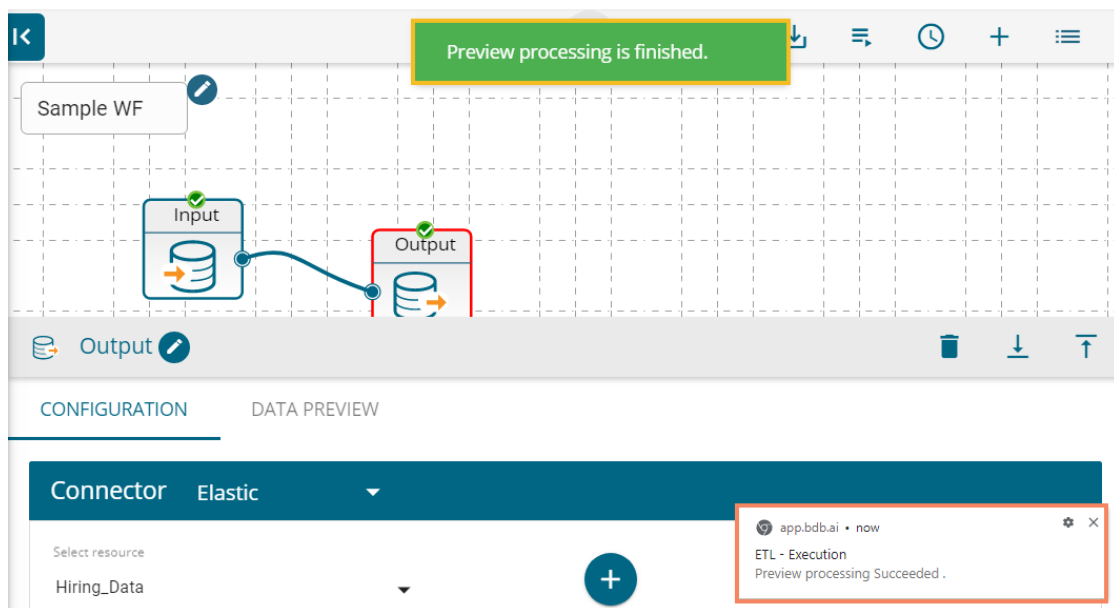 Preview processing is finished.
Sample WF
Input
Output
Output
CONFIGURATION
DATA PREVIEW
Connector Elastic
Select resource
Hiring_Data
app.bdb.ai • now
ETL - Execution
Preview processing Succeeded .